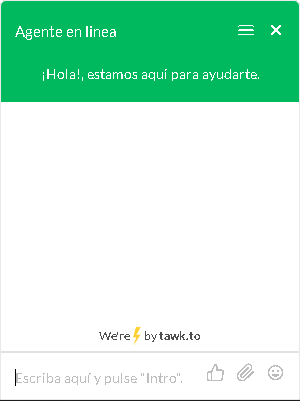 Agente en linea
¡Hola!, estamos aquí para ayudarte.
We're by tawk.to
Escriba aquí y pulse "Intro".